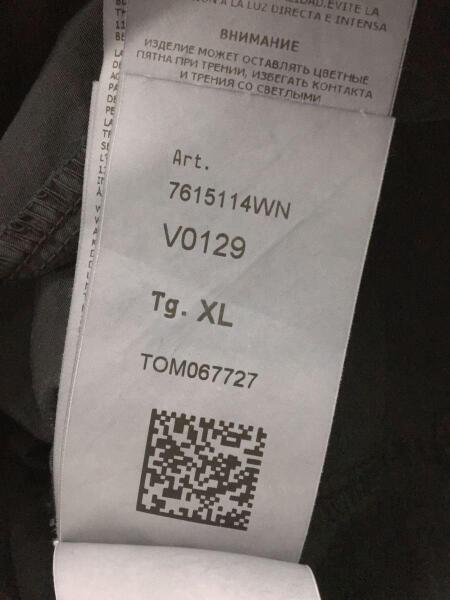 DAD.EVITE LA
ÓN A LA LUZ DIRECTA E INTENSA
ВНИМАНИЕ
ИЗДЕЛИЕ МОЖЕТ ОСТАВЛЯТЬ ЦВЕТНЫЕ
ПЯТНА ПРИ ТРЕНИИ, ИЗБЕГАТЬ КОНТАКТА
И ТРЕНИЯ СО СВЕТЛЫМИ
Art.
7615114WN
V0129
Tg. XL
TOM067727